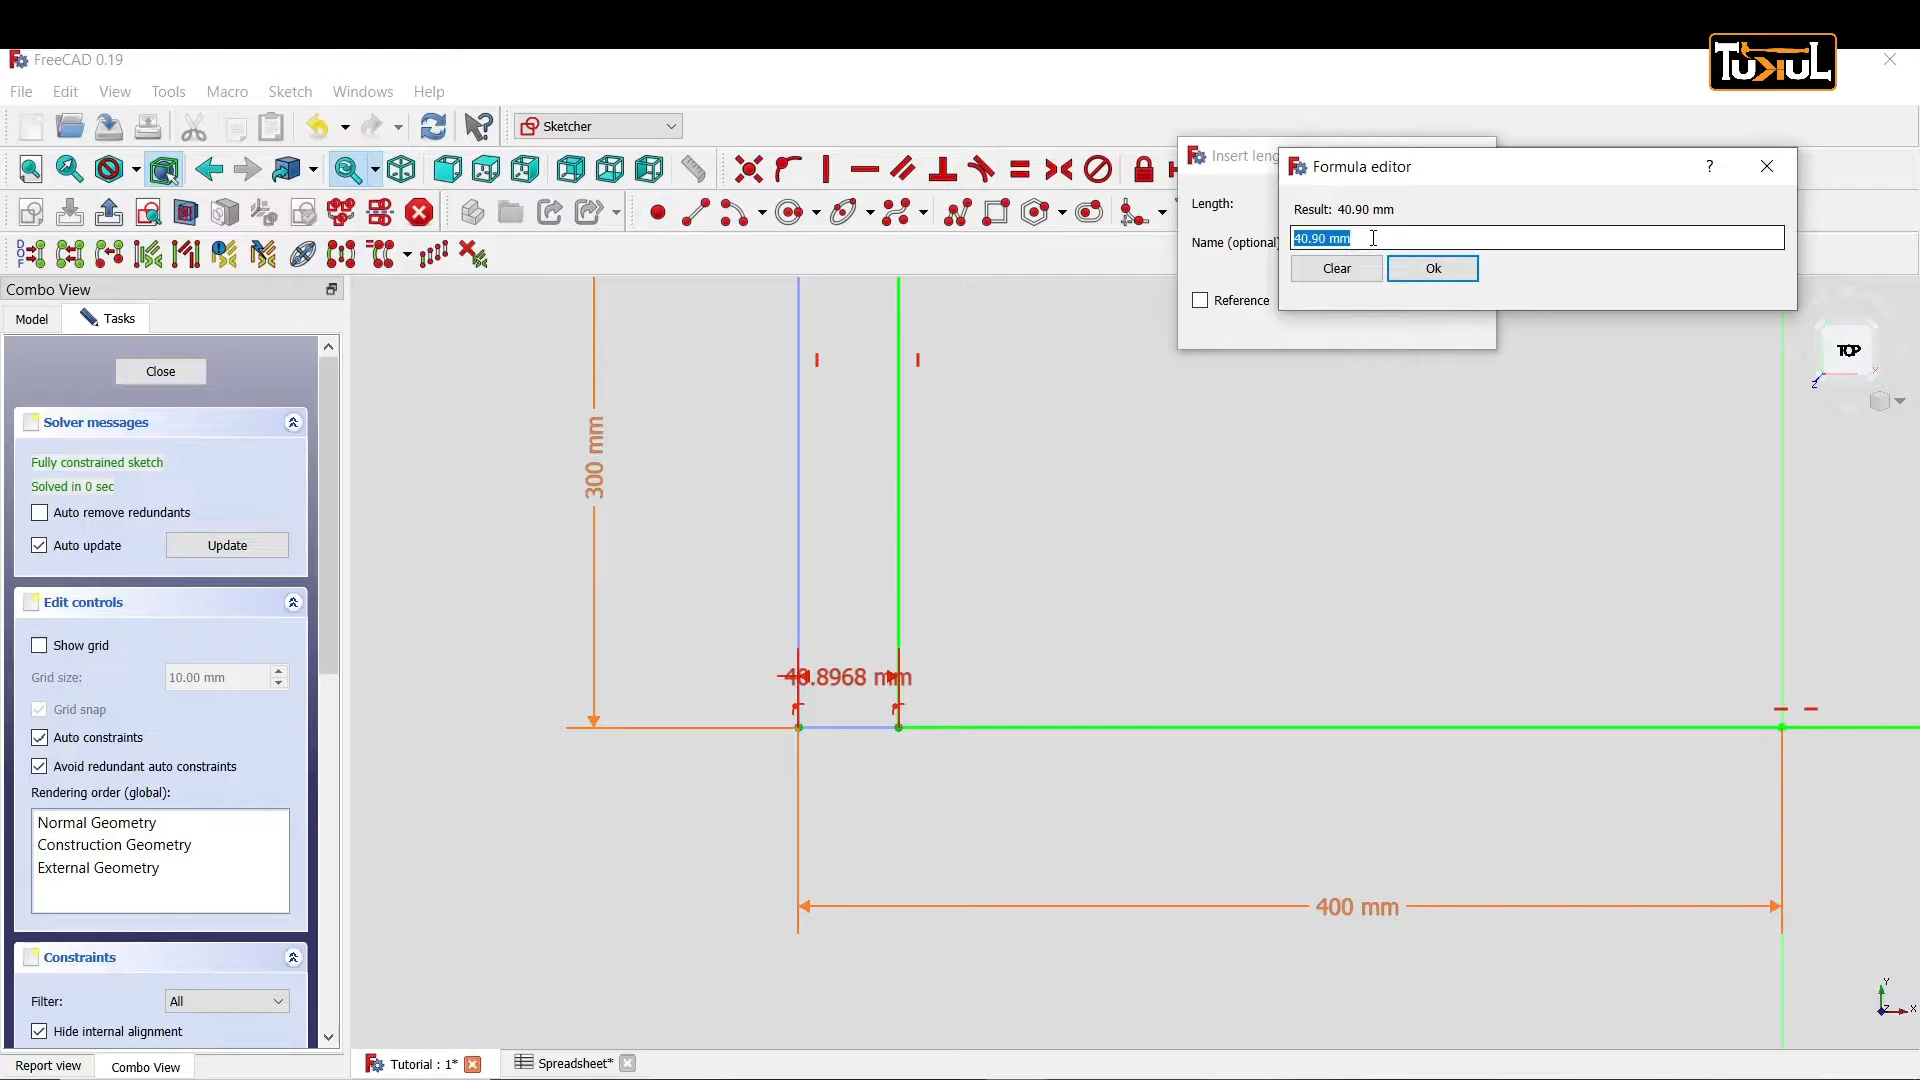 TUKUL
FreeCAD 0.19
File Edit View Tools Macro Sketch Windows Help
Sketcher
Insert leng
Length:
Name (optional)
Reference
Formula editor
?
Result: 40.90 mm
40.90 mm
Clear
Ok
Combo View
Model
Tasks
Close
Solver messages
Fully constrained sketch
Solved in 0 sec
Auto remove redundants
Auto update
Update
Edit controls
Show grid
Grid size:
10.00 mm
Grid snap
Auto constraints
Avoid redundant auto constraints
Rendering order (global):
Normal Geometry
Construction Geometry
External Geometry
Constraints
Filter:
All
Hide internal alignment
Report view
Combo View
300 mm
40.8968 mm
400 mm
TOP
Z
Y
X
Tutorial : 1*
Spreadsheet*